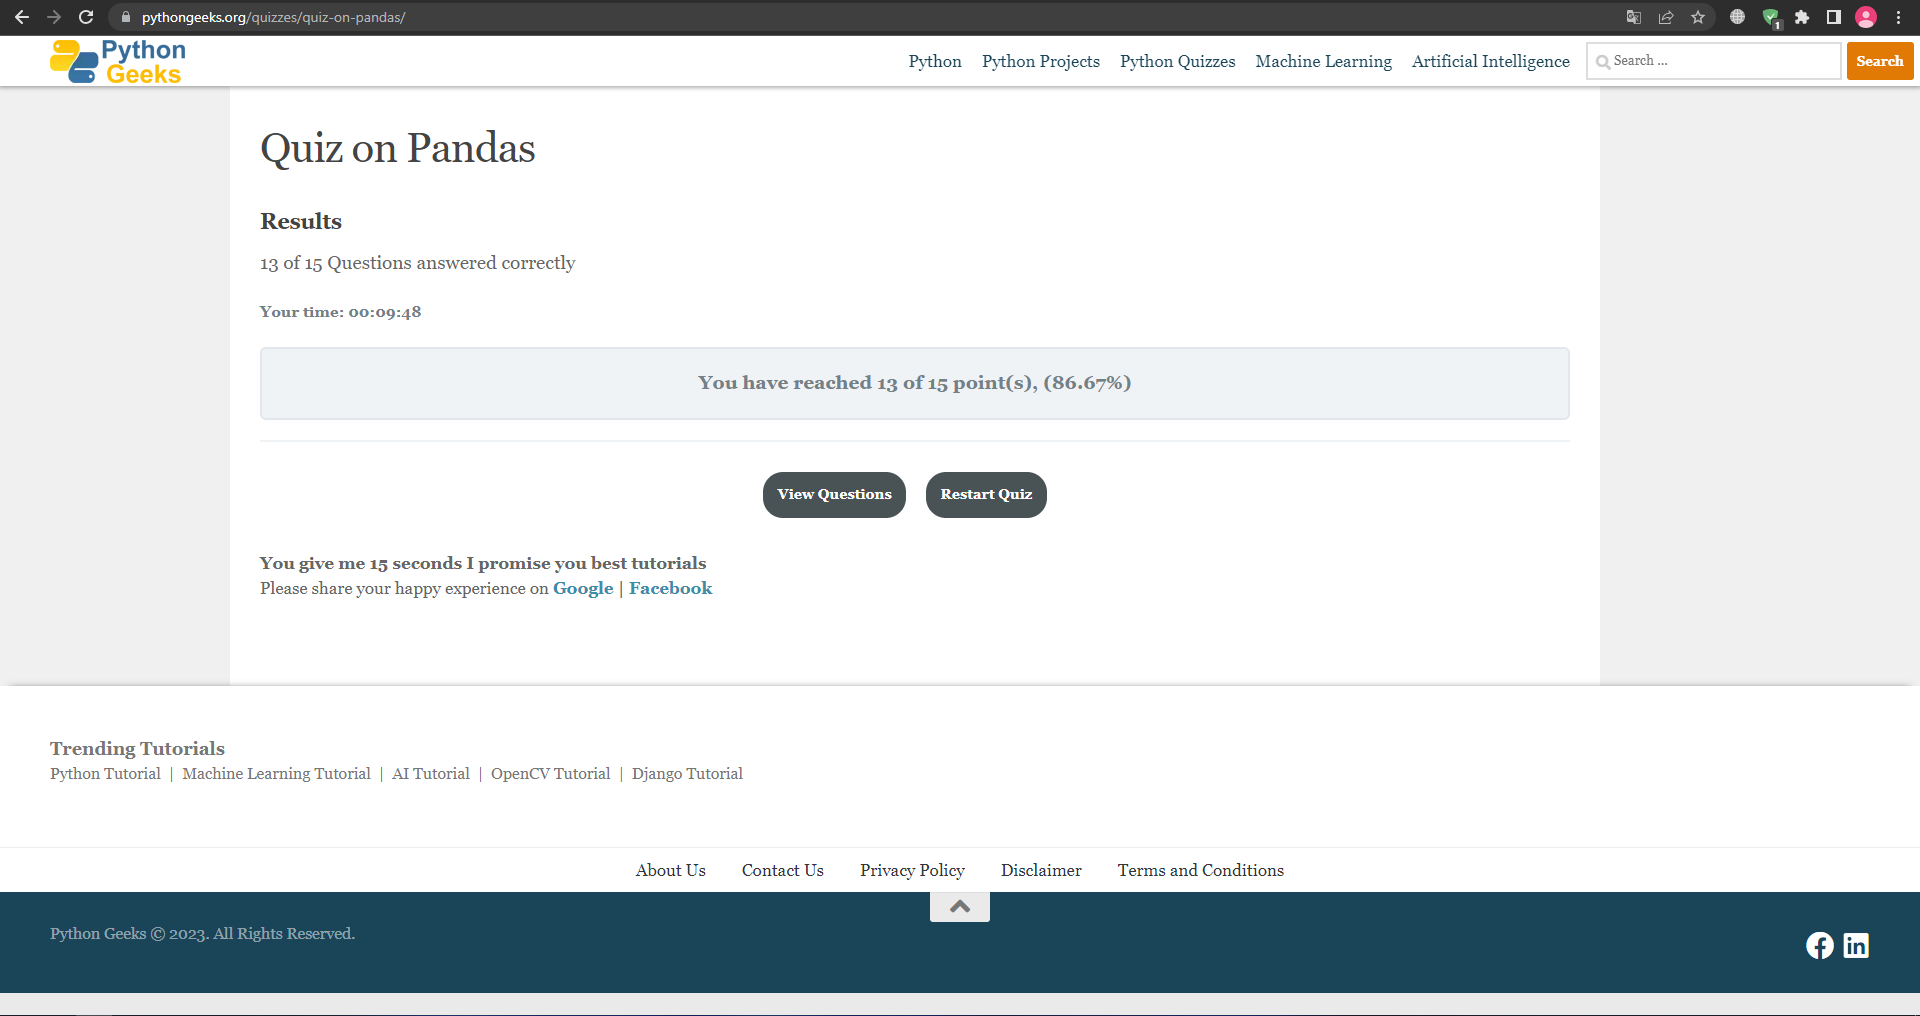 pythongeeks.org/quizzes/quiz-on-pandas/
1
Python
Geeks
Python Python Projects Python Quizzes Machine Learning Artificial Intelligence Search ... Search
Quiz on Pandas
Results
13 of 15 Questions answered correctly
Your time: 00:09:48
You have reached 13 of 15 point(s), (86.67%)
View Questions Restart Quiz
You give me 15 seconds I promise you best tutorials
Please share your happy experience on Google | Facebook
Trending Tutorials
Python Tutorial | Machine Learning Tutorial | AI Tutorial | OpenCV Tutorial | Django Tutorial
About Us Contact Us Privacy Policy Disclaimer Terms and Conditions
Python Geeks © 2023. All Rights Reserved.
in